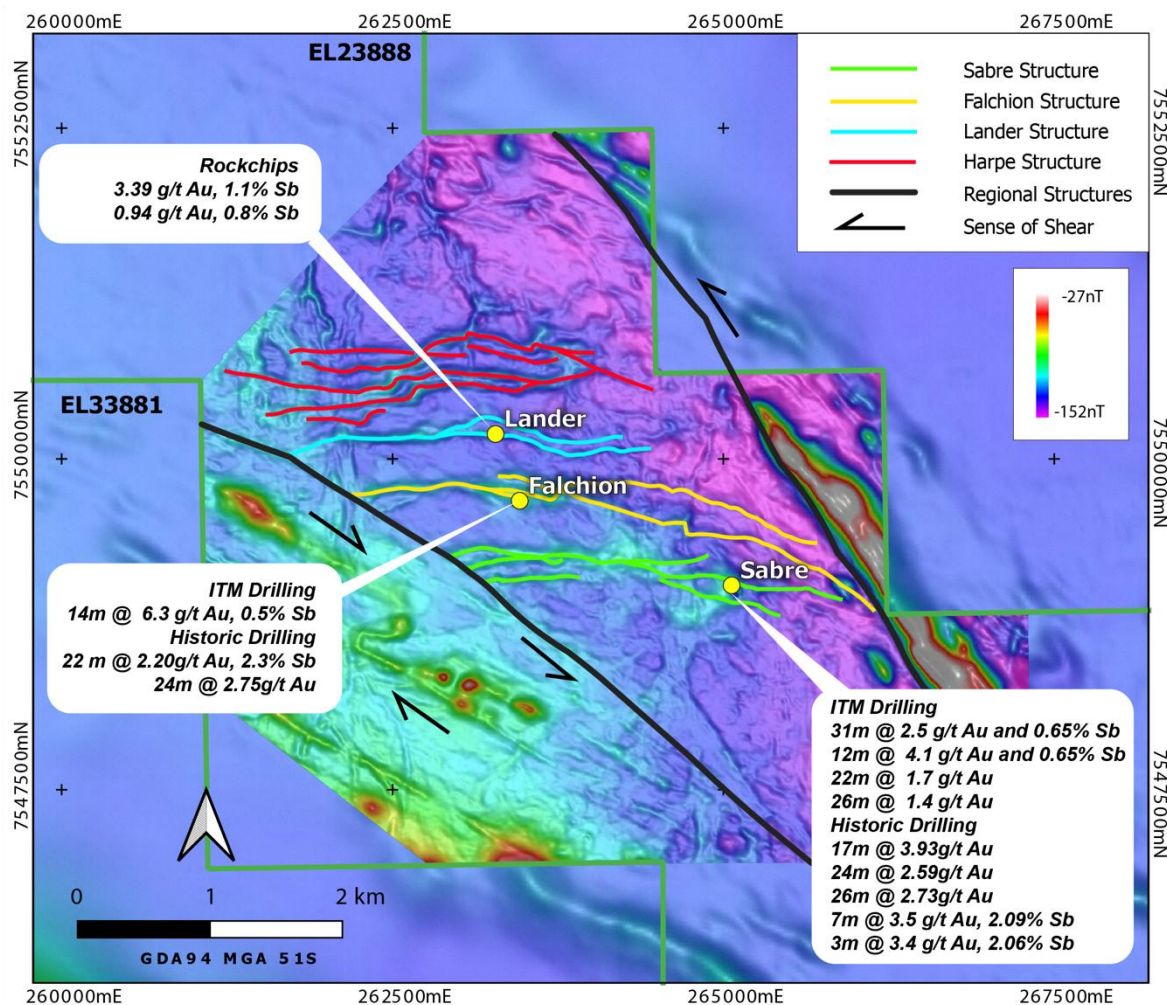 260000mE
262500mE
265000mE
267500mE
EL23888
Sabre Structure
Falchion Structure
Lander Structure
Harpe Structure
Regional Structures
Sense of Shear
7552500mN
7552500mN
Rockchips
3.39 g/t Au, 1.1% Sb
0.94 g/t Au, 0.8% Sb
-27nT
-152nT
EL33881
Lander
7550000mN
7550000mN
Falchion
Sabre
ITM Drilling
14m @ 6.3 g/t Au, 0.5% Sb
Historic Drilling
22 m @ 2.20g/t Au, 2.3% Sb
24m @ 2.75g/t Au
ITM Drilling
31m @ 2.5 g/t Au and 0.65% Sb
12m @ 4.1 g/t Au and 0.65% Sb
22m @ 1.7 g/t Au
26m @ 1.4 g/t Au
Historic Drilling
17m @ 3.93g/t Au
24m @ 2.59g/t Au
26m @ 2.73g/t Au
7m @ 3.5 g/t Au, 2.09% Sb
3m @ 3.4 g/t Au, 2.06% Sb
7547500mN
7547500mN
0 1 2 km
GDA94 MGA 51S
260000mE
262500mE
265000mE
267500mE